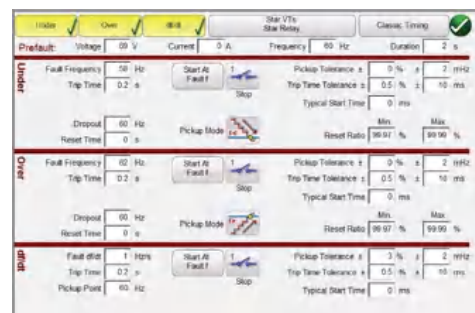 Under Over df/dt Star VTs Classic Timing
Star Relay
Prefault: Voltage 69 V Current 0 A Frequency 60 Hz Duration 2 s
Under
Fault Frequency 58 Hz Start At Fault f 1 Pickup Tolerance ± 0 % ± 2 mHz
Trip Time 0.2 s Stop Trip Time Tolerance ± 0.5 % ± 10 ms
Typical Start Time 0 ms
Dropout 60 Hz Pickup Mode Min. Max.
Reset Time 0 s Reset Ratio 99.97 % 99.99 %
Over
Fault Frequency 62 Hz Start At Fault f 1 Pickup Tolerance ± 0 % ± 2 mHz
Trip Time 0.2 s Stop Trip Time Tolerance ± 0.5 % ± 10 ms
Typical Start Time 0 ms
Dropout 60 Hz Pickup Mode Min. Max.
Reset Time 0 s Reset Ratio 99.97 % 99.99 %
df/dt
Fault df/dt 1 Hz/s Start At Fault f 1 Pickup Tolerance ± 3 % ± 2 mHz
Trip Time 0.2 s Stop Trip Time Tolerance ± 0.5 % ± 10 ms
Pickup Point 60 Hz Typical Start Time 0 ms